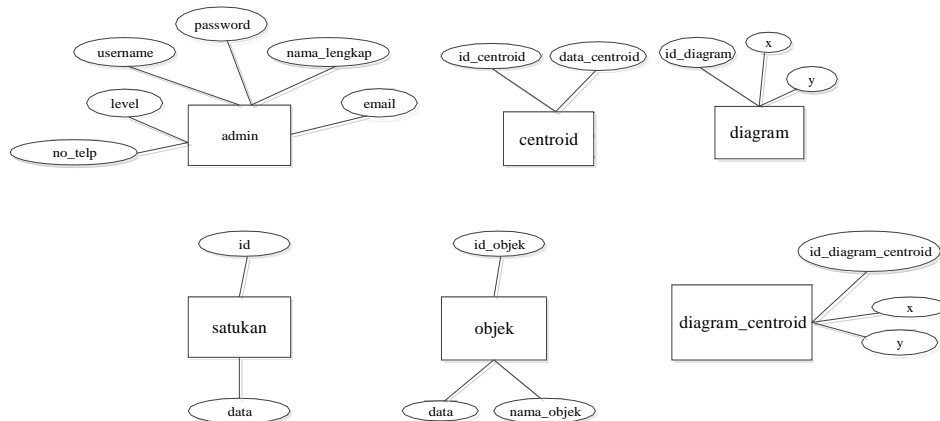 password
username
nama_lengkap
level
email
admin
no_telp
id_centroid
data_centroid
centroid
id_diagram
x
y
diagram
id
satukan
data
id_objek
objek
data
nama_objek
id_diagram_centroid
x
diagram_centroid
y